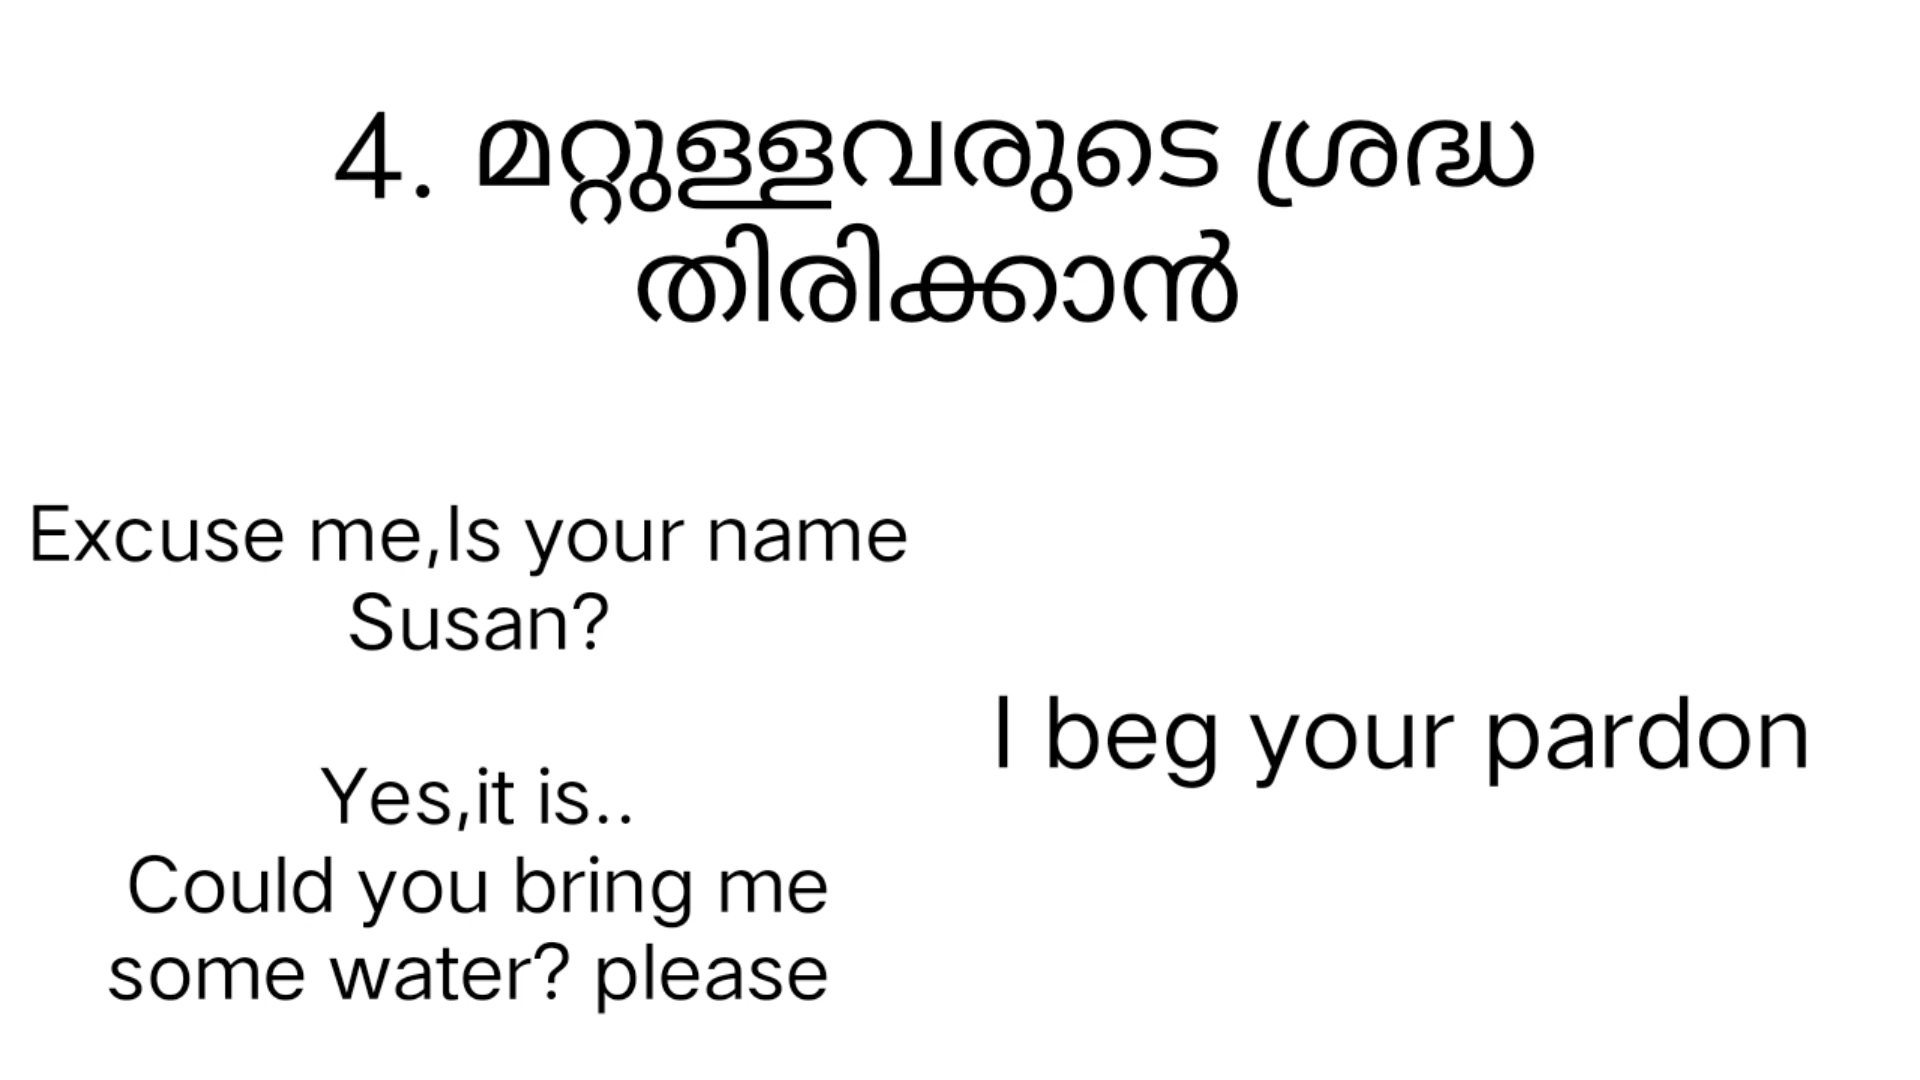 4. മറ്റുള്ളവരുടെ ശ്രദ്ധ
തിരിക്കാൻ
Excuse me,Is your name
Susan?
Yes,it is..
Could you bring me
some water? please
I beg your pardon